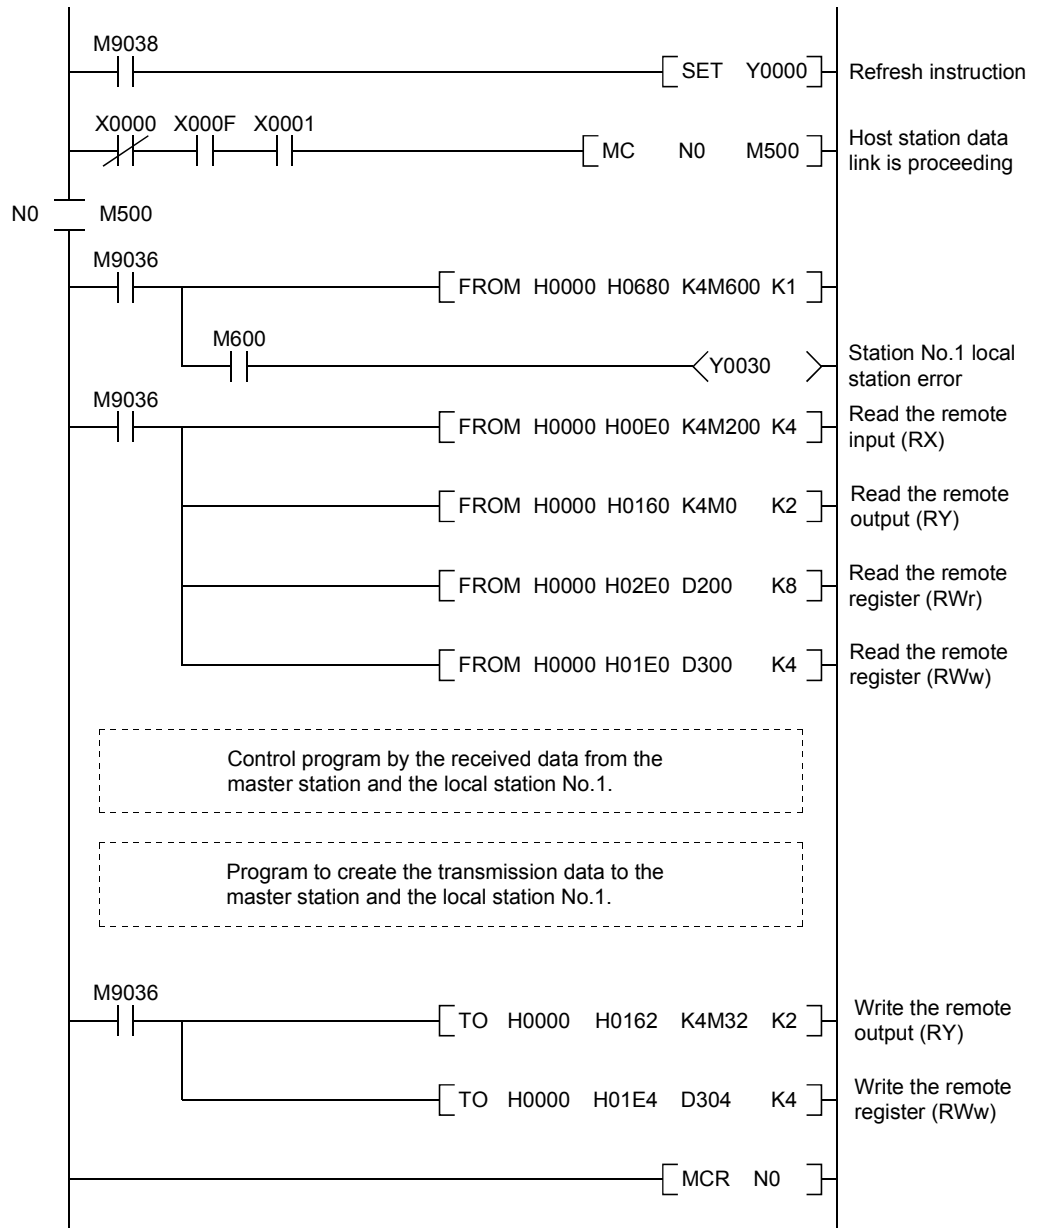 M9038
SET Y0000 Refresh instruction
X0000 X000F X0001
MC N0 M500 Host station data
link is proceeding
N0 M500
M9036
FROM H0000 H0680 K4M600 K1
M600
Y0030 Station No.1 local
station error
M9036
FROM H0000 H00E0 K4M200 K4 Read the remote
input (RX)
FROM H0000 H0160 K4M0 K2 Read the remote
output (RY)
FROM H0000 H02E0 D200 K8 Read the remote
register (RWr)
FROM H0000 H01E0 D300 K4 Read the remote
register (RWw)
Control program by the received data from the
master station and the local station No.1.
Program to create the transmission data to the
master station and the local station No.1.
M9036
TO H0000 H0162 K4M32 K2 Write the remote
output (RY)
TO H0000 H01E4 D304 K4 Write the remote
register (RWw)
MCR N0